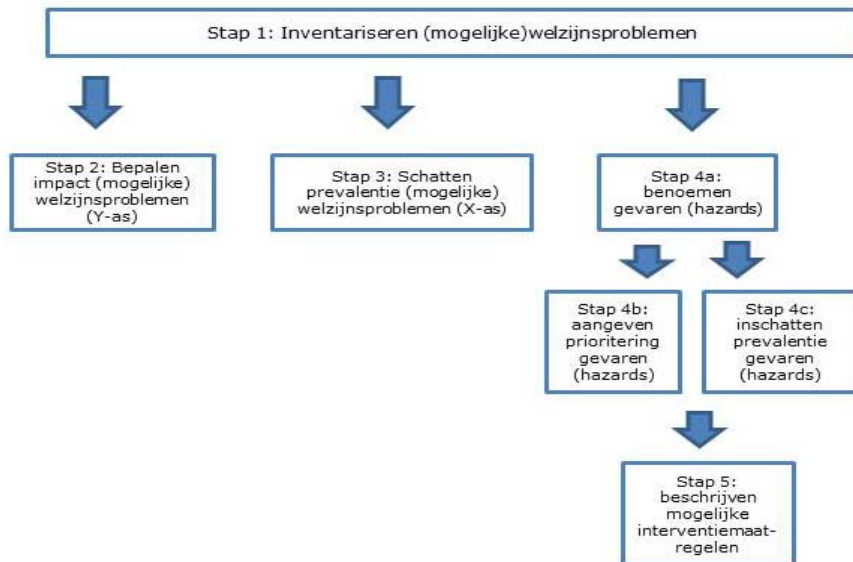 Stap 1: Inventariseren (mogelijke)welzijnsproblemen
Stap 2: Bepalen
impact (mogelijke)
welzijnsproblemen
(Y-as)
Stap 3: Schatten
prevalentie (mogelijke)
welzijnsproblemen (X-as)
Stap 4a:
benoemen
gevaren (hazards)
Stap 4b:
aangeven
prioritering
gevaren
(hazards)
Stap 4c:
inschatten
prevalentie
gevaren
(hazards)
Stap 5:
beschrijven
mogelijke
interventiemaat-
regelen